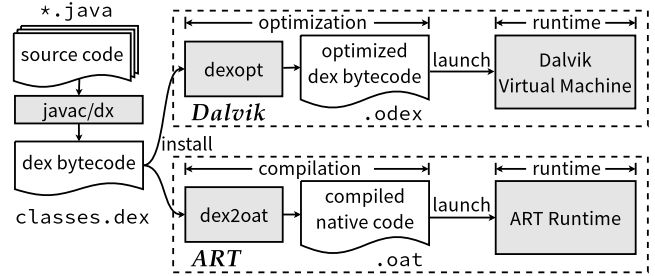 *.java
source code
javac/dx
dex bytecode
classes.dex
install
optimization
runtime
dexopt
optimized
dex bytecode
launch
Dalvik
Virtual Machine
Dalvik
.odex
compilation
runtime
dex2oat
compiled
native code
launch
ART Runtime
ART
.oat